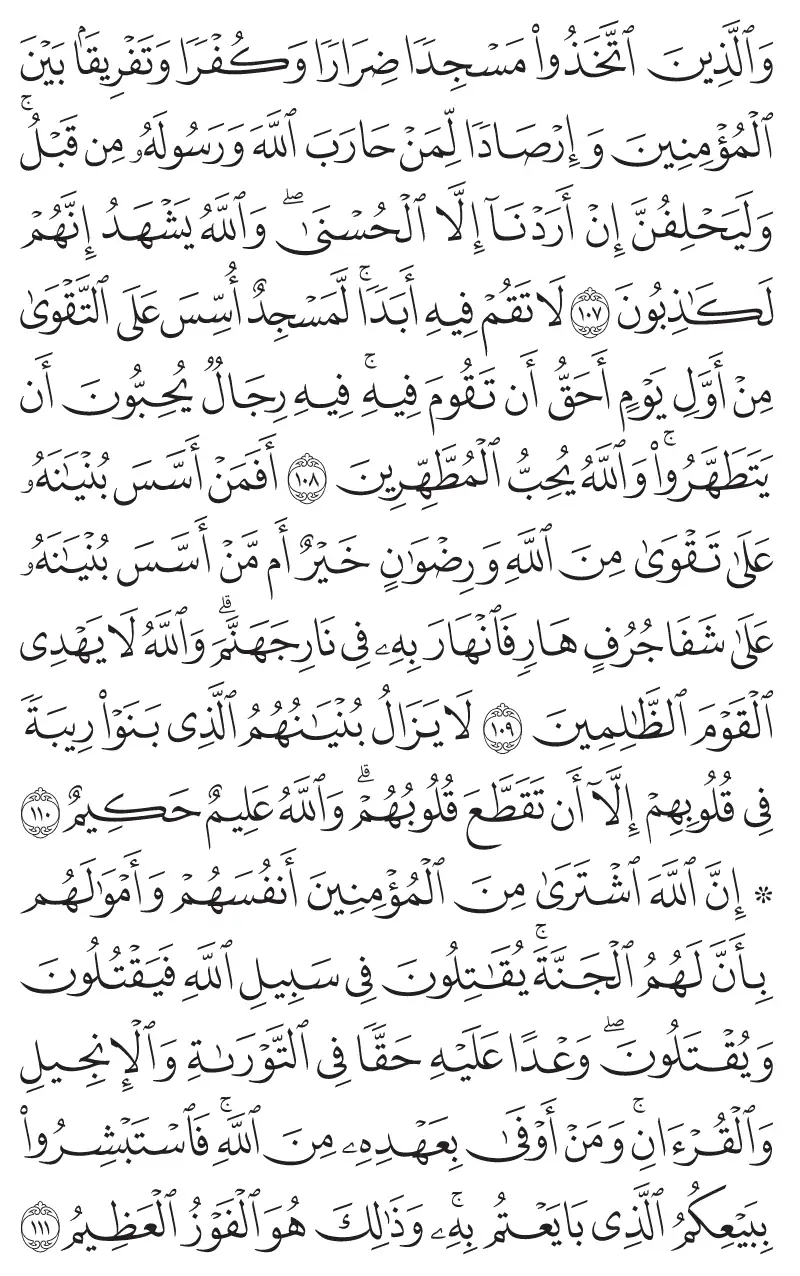 وَٱلَّذِينَ ٱتَّخَذُوا۟ مَسْجِدًا ضِرَارًا وَكُفْرًا وَتَفْرِيقًۢا بَيْنَ
ٱلْمُؤْمِنِينَ وَإِرْصَادًا لِّمَنْ حَارَبَ ٱللَّهَ وَرَسُولَهُۥ مِن قَبْلُ ۚ
وَلَيَحْلِفُنَّ إِنْ أَرَدْنَآ إِلَّا ٱلْحُسْنَىٰ ۖ وَٱللَّهُ يَشْهَدُ إِنَّهُمْ
لَكَـٰذِبُونَ ١٠٧ لَا تَقُمْ فِيهِ أَبَدًا ۚ لَّمَسْجِدٌ أُسِّسَ عَلَى ٱلتَّقْوَىٰ
مِنْ أَوَّلِ يَوْمٍ أَحَقُّ أَن تَقُومَ فِيهِ ۚ فِيهِ رِجَالٌ يُحِبُّونَ أَن
يَتَطَهَّرُوا۟ ۚ وَٱللَّهُ يُحِبُّ ٱلْمُطَّهِّرِينَ ١٠٨ أَفَمَنْ أَسَّسَ بُنْيَـٰنَهُۥ
عَلَىٰ تَقْوَىٰ مِنَ ٱللَّهِ وَرِضْوَٰنٍ خَيْرٌ أَم مَّنْ أَسَّسَ بُنْيَـٰنَهُۥ
عَلَىٰ شَفَا جُرُفٍ هَارٍ فَٱنْهَارَ بِهِۦ فِى نَارِ جَهَنَّمَ ۗ وَٱللَّهُ لَا يَهْدِى
ٱلْقَوْمَ ٱلظَّـٰلِمِينَ ١٠٩ لَا يَزَالُ بُنْيَـٰنُهُمُ ٱلَّذِى بَنَوْا۟ رِيبَةً
فِى قُلُوبِهِمْ إِلَّآ أَن تَقَطَّعَ قُلُوبُهُمْ ۗ وَٱللَّهُ عَلِيمٌ حَكِيمٌ ١١٠
* إِنَّ ٱللَّهَ ٱشْتَرَىٰ مِنَ ٱلْمُؤْمِنِينَ أَنفُسَهُمْ وَأَمْوَٰلَهُم
بِأَنَّ لَهُمُ ٱلْجَنَّةَ ۚ يُقَـٰتِلُونَ فِى سَبِيلِ ٱللَّهِ فَيَقْتُلُونَ
وَيُقْتَلُونَ ۖ وَعْدًا عَلَيْهِ حَقًّا فِى ٱلتَّوْرَىٰةِ وَٱلْإِنجِيلِ
وَٱلْقُرْءَانِ ۚ وَمَنْ أَوْفَىٰ بِعَهْدِهِۦ مِنَ ٱللَّهِ ۚ فَٱسْتَبْشِرُوا۟
بِبَيْعِكُمُ ٱلَّذِى بَايَعْتُم بِهِۦ ۚ وَذَٰلِكَ هُوَ ٱلْفَوْزُ ٱلْعَظِيمُ ١١١